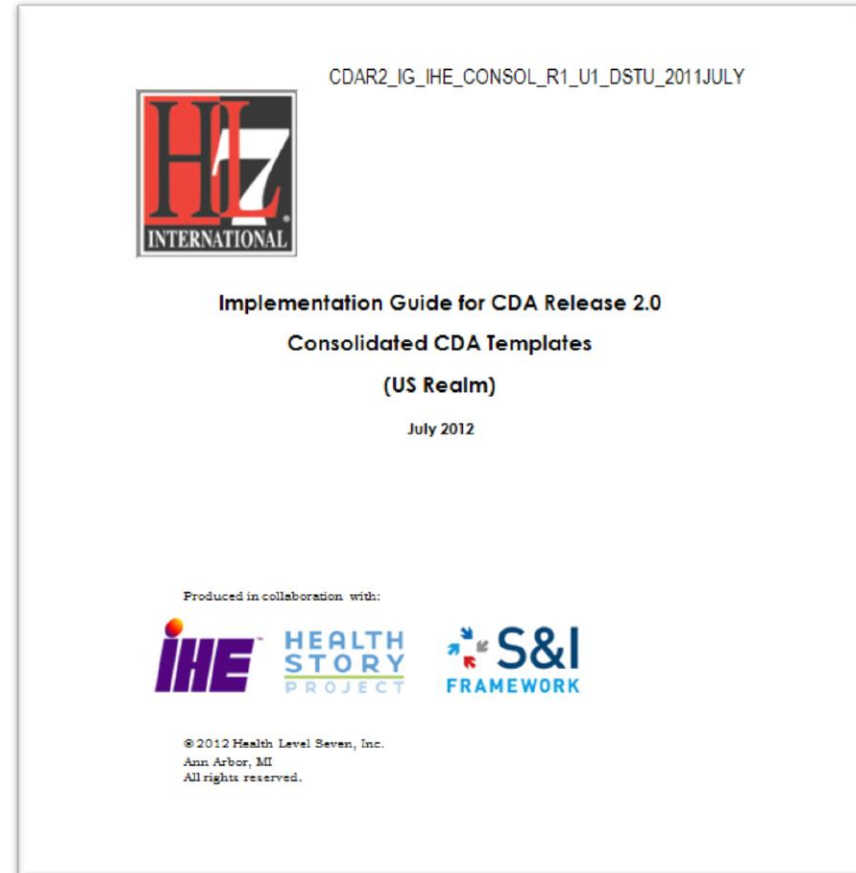 CDAR2_IG_IHE_CONSOL_R1_U1_DSTU_2011JULY
HL7
®
INTERNATIONAL
Implementation Guide for CDA Release 2.0
Consolidated CDA Templates
(US Realm)
July 2012
Produced in collaboration with:
iHE™
HEALTH
STORY
PROJECT
S&I
FRAMEWORK
© 2012 Health Level Seven, Inc.
Ann Arbor, MI
All rights reserved.